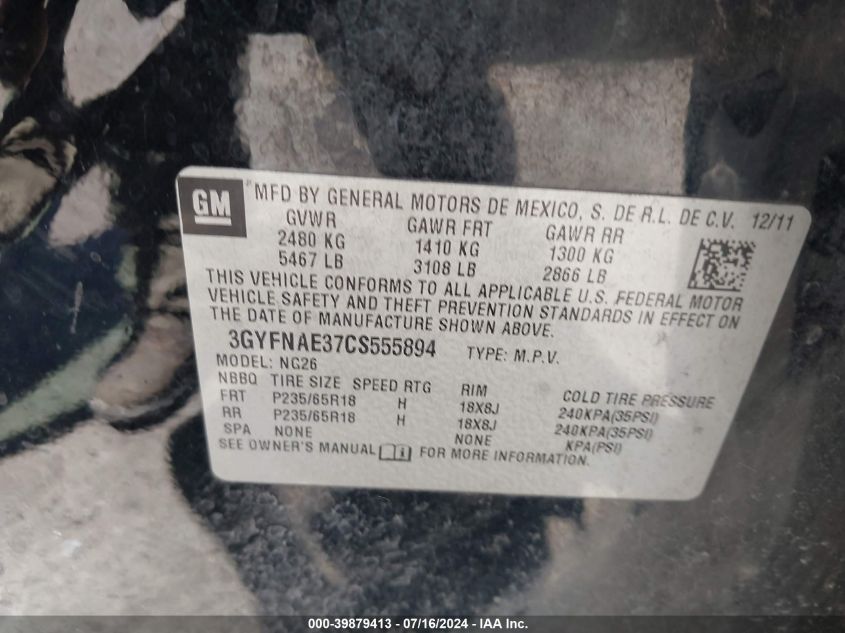 GM MFD BY GENERAL MOTORS DE MEXICO, S. DE R.L. DE C.V. 12/11
GVWR GAWR FRT GAWR RR
2480 KG 1410 KG 1300 KG
5467 LB 3108 LB 2866 LB
THIS VEHICLE CONFORMS TO ALL APPLICABLE U.S. FEDERAL MOTOR
VEHICLE SAFETY AND THEFT PREVENTION STANDARDS IN EFFECT ON
THE DATE OF MANUFACTURE SHOWN ABOVE.
3GYFNAE37CS555894 TYPE: M.P.V.
MODEL: NG26
NBBQ TIRE SIZE SPEED RTG RIM COLD TIRE PRESSURE
FRT P235/65R18 H 18X8J 240KPA(35PSI)
RR P235/65R18 H 18X8J 240KPA(35PSI)
SPA NONE NONE KPA(PSI)
SEE OWNER'S MANUAL FOR MORE INFORMATION.
000-39879413 - 07/16/2024 - IAA Inc.